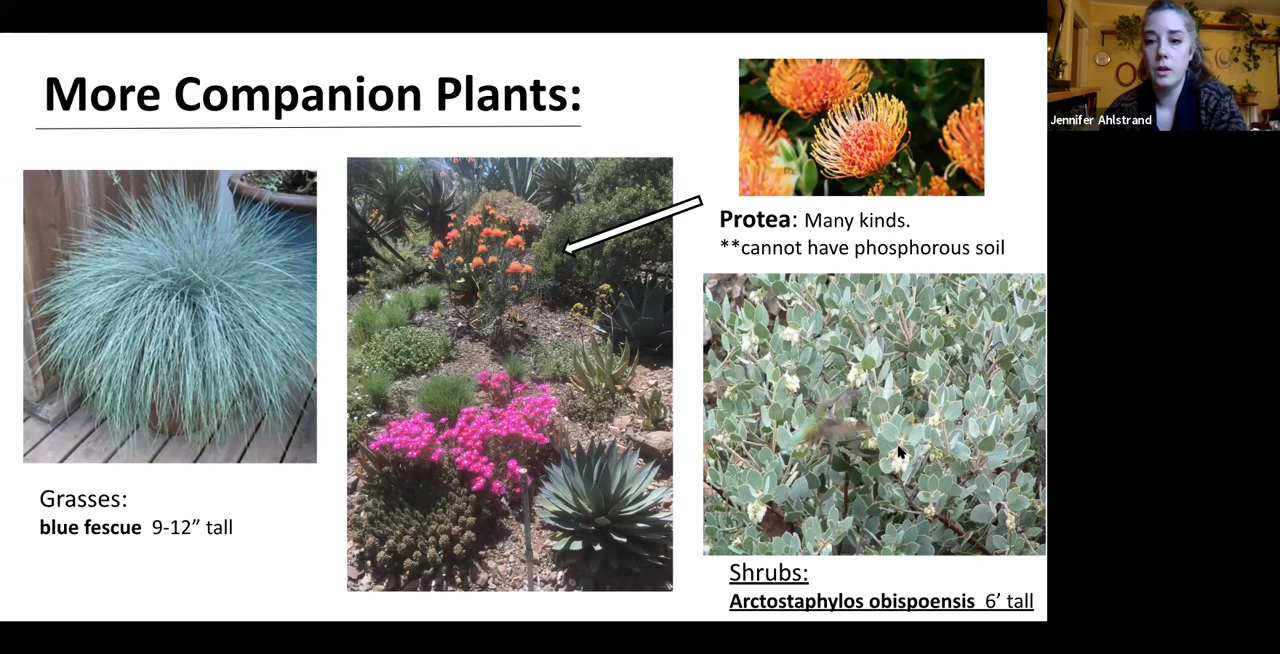 More Companion Plants:
Jennifer Ahlstrand
Protea: Many kinds.
**cannot have phosphorous soil
Grasses:
blue fescue 9-12” tall
Shrubs:
Arctostaphylos obispoensis 6’ tall